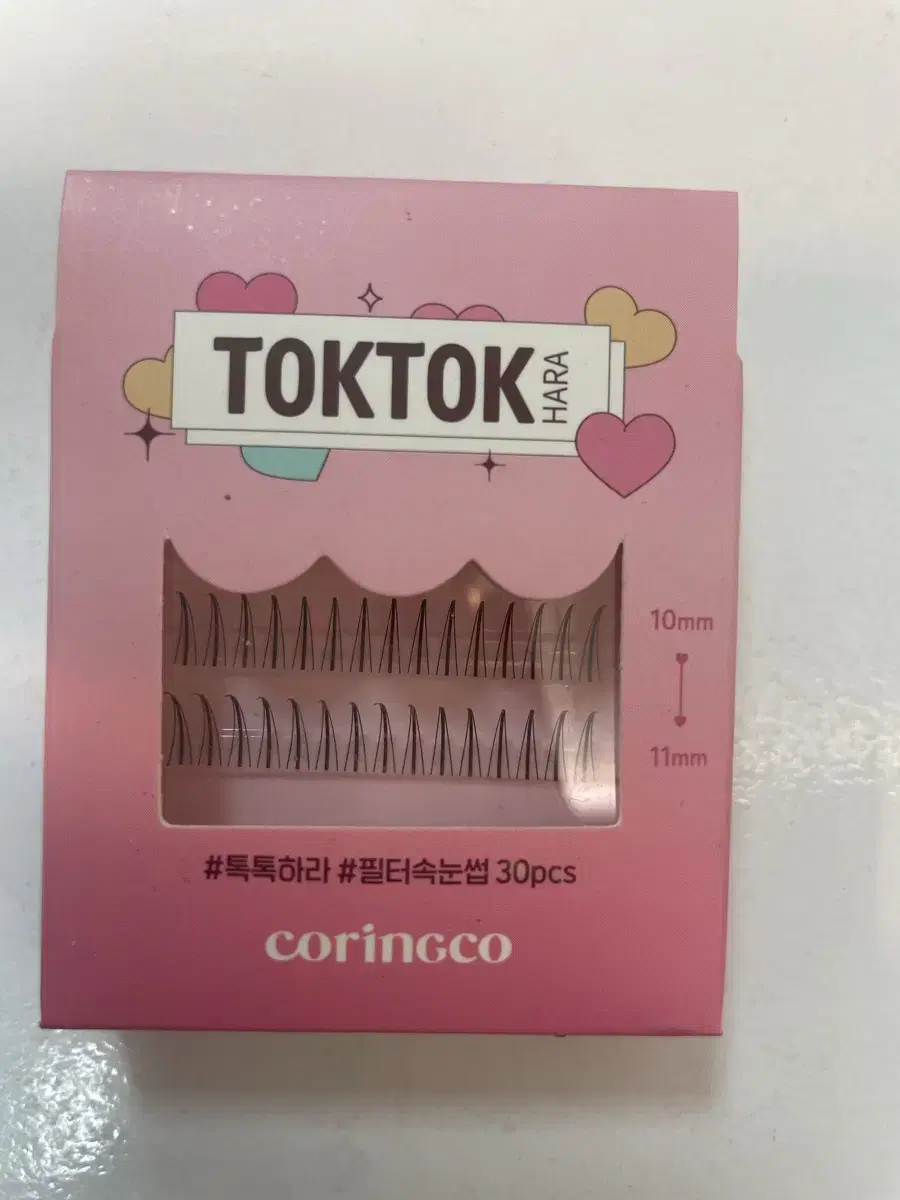 TOKTOK HARA
10mm
11mm
#톡톡하라 #필터속눈썹 30pcs
coringco